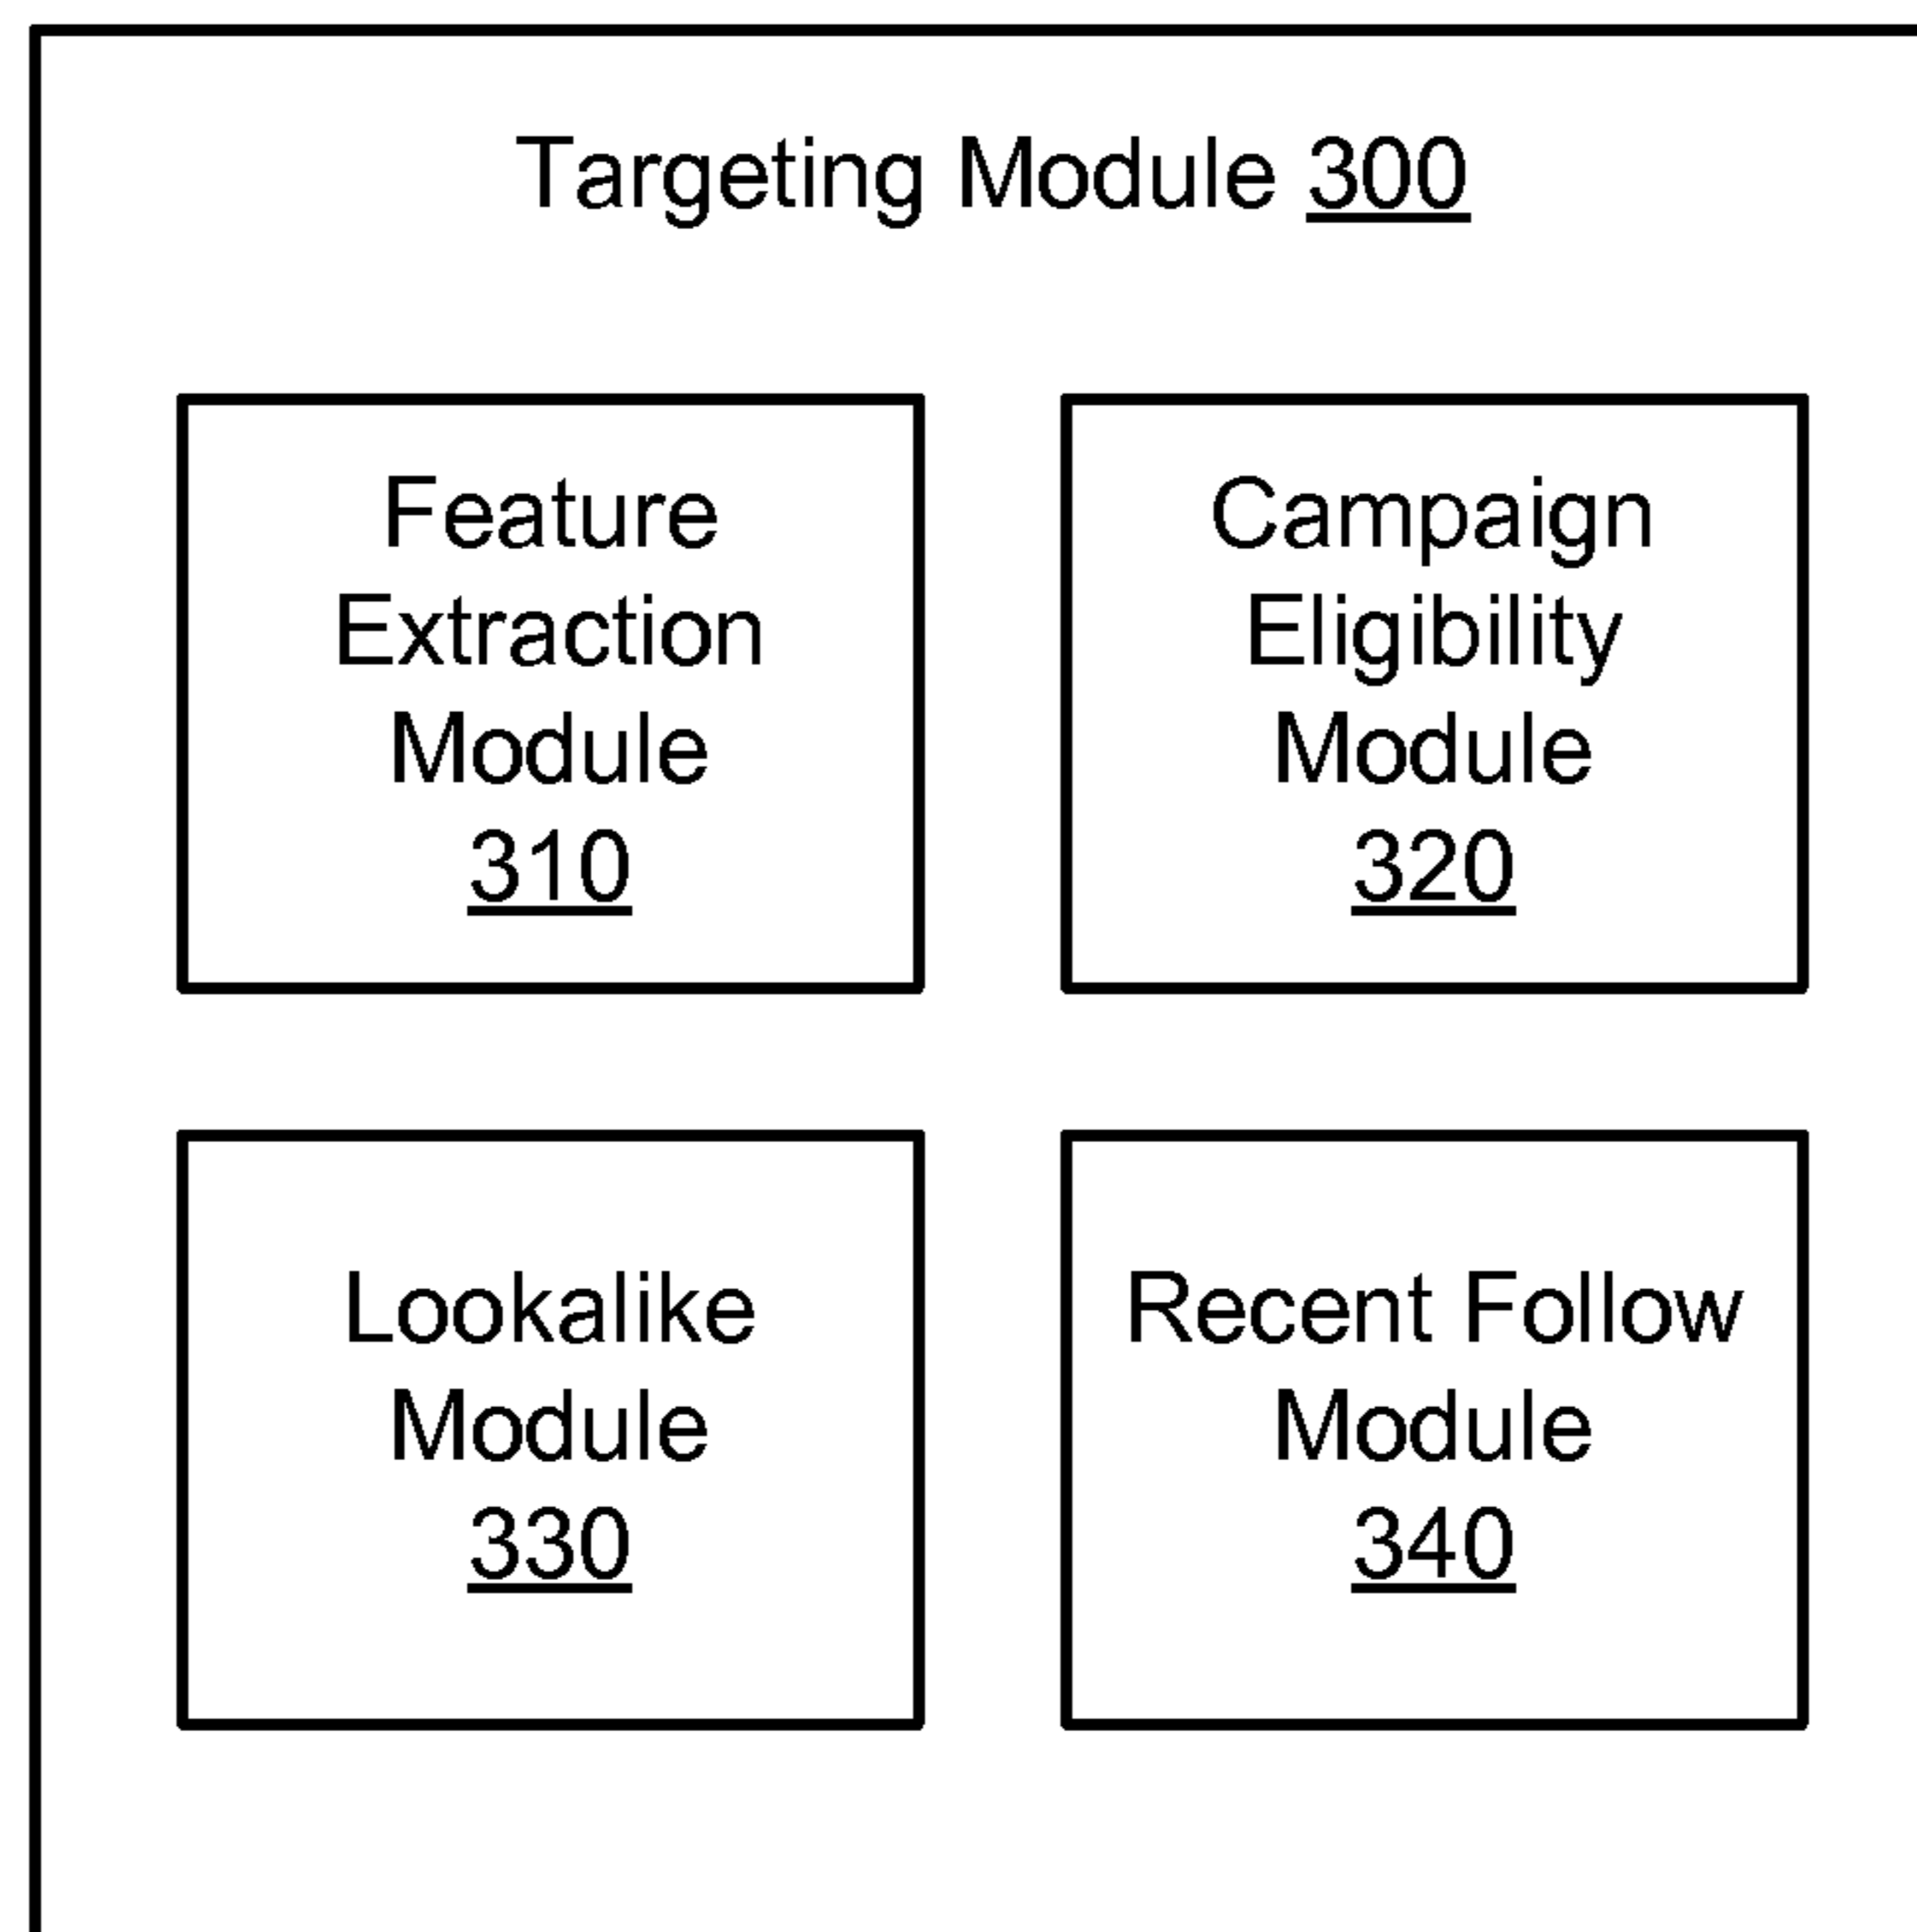 Targeting Module 300
Feature
Extraction
Module
310
Campaign
Eligibility
Module
320
Lookalike
Module
330
Recent Follow
Module
340